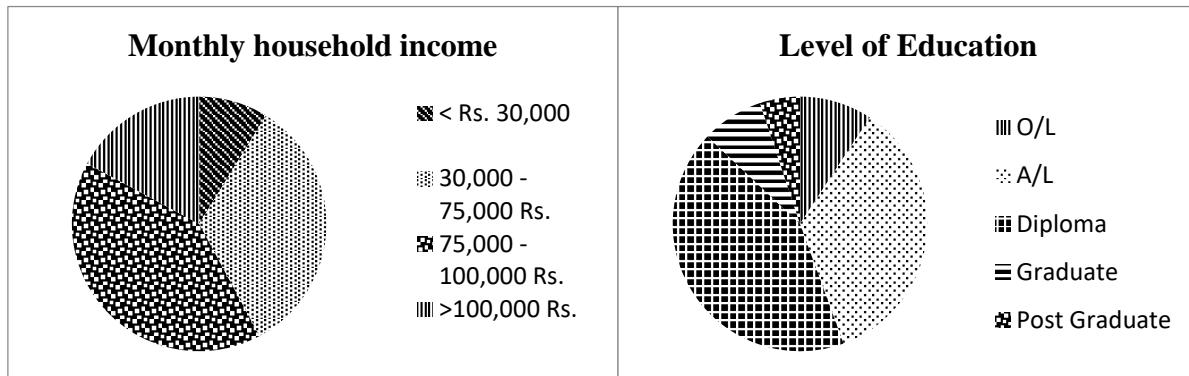 Monthly household income
< Rs. 30,000
30,000 -
75,000 Rs.
75,000 -
100,000 Rs.
>100,000 Rs.
Level of Education
O/L
A/L
Diploma
Graduate
Post Graduate